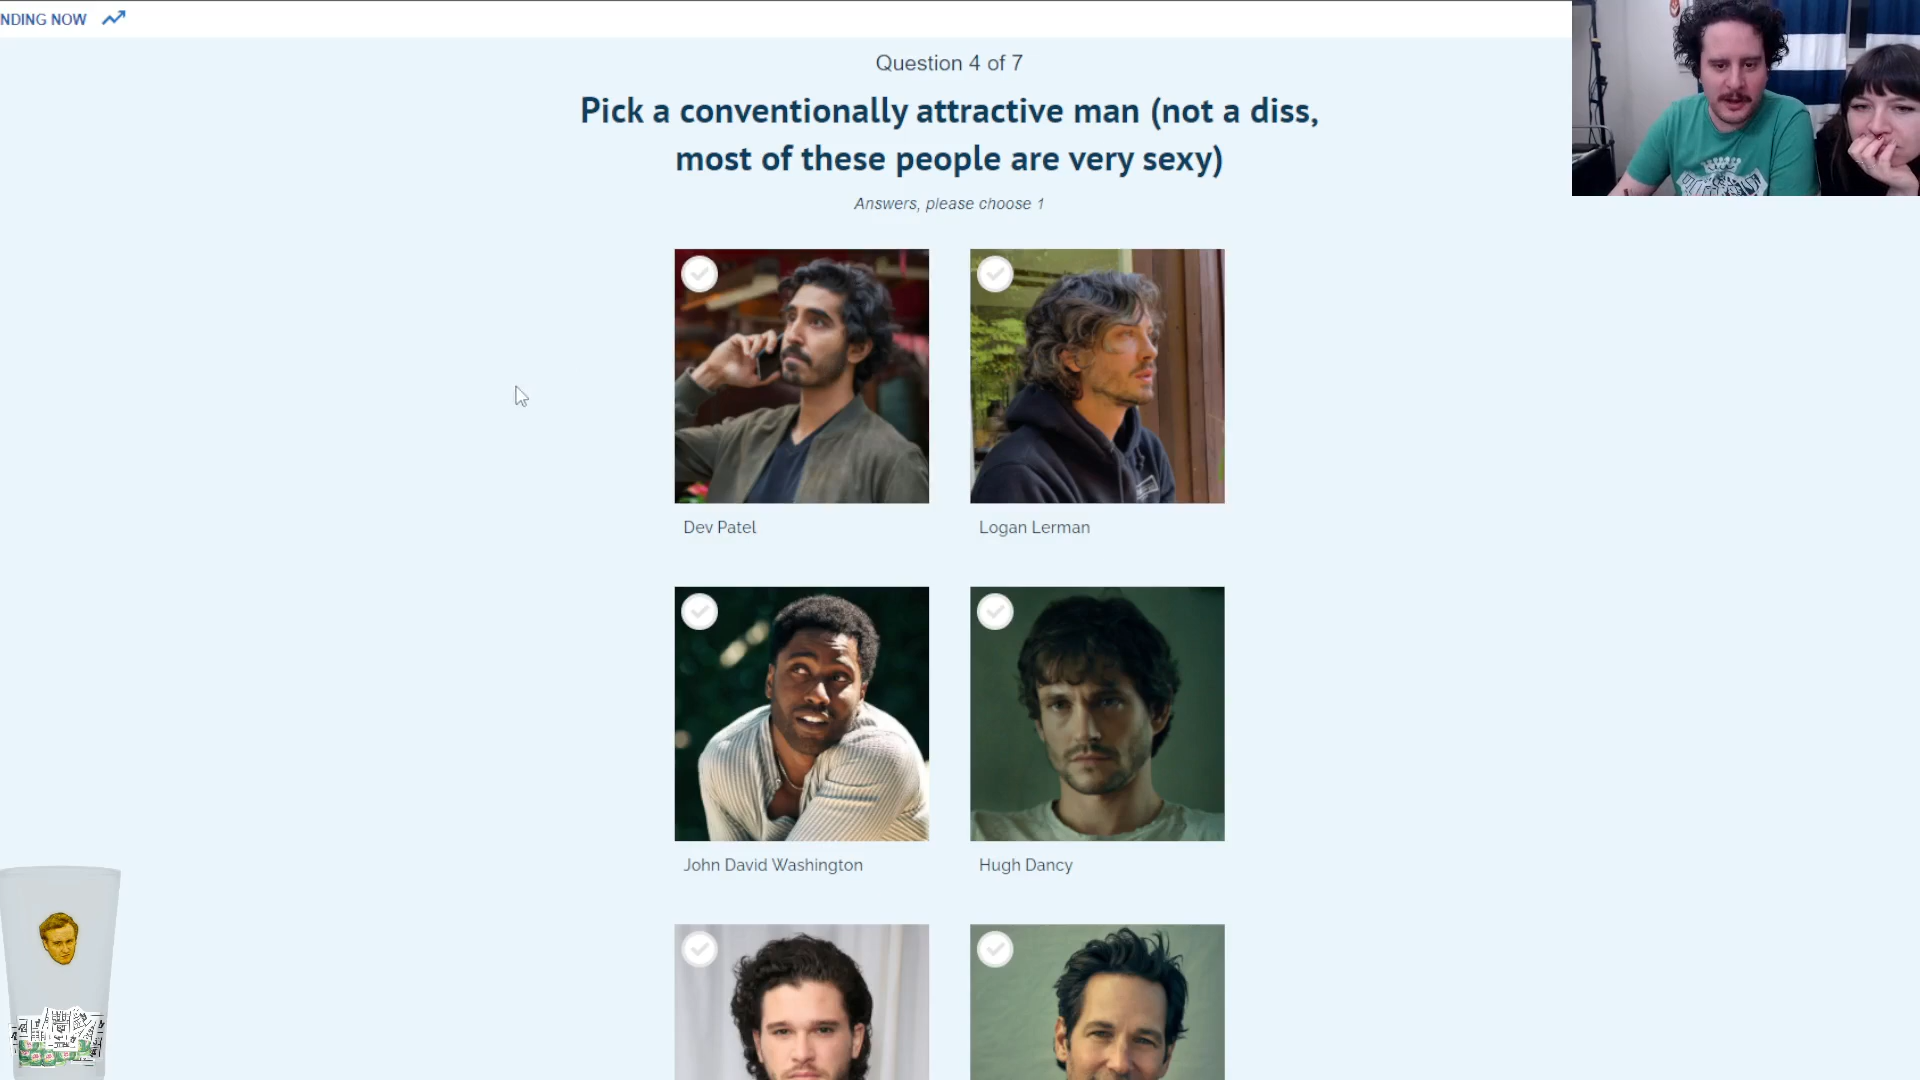 NDING NOW
Question 4 of 7
Pick a conventionally attractive man (not a diss,
most of these people are very sexy)
Answers, please choose 1
Dev Patel
Logan Lerman
John David Washington
Hugh Dancy